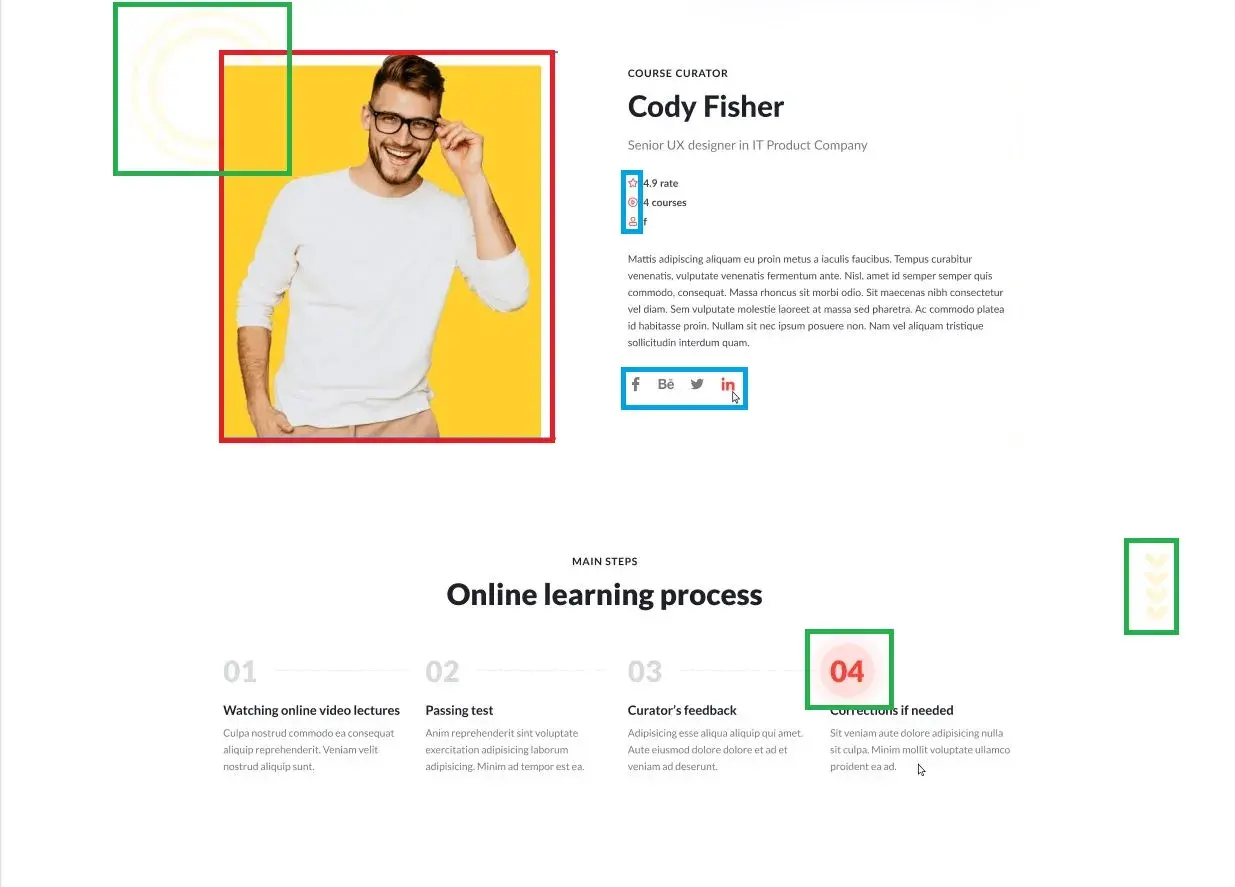 COURSE CURATOR
Cody Fisher
Senior UX designer in IT Product Company
4.9 rate
4 courses
f
Mattis adipiscing aliquam eu proin metus a iaculis faucibus. Tempus curabitur
venenatis, vulputate venenatis fermentum ante. Nisl, amet id semper semper quis
commodo, consequat. Massa rhoncus sit morbi odio. Sit maecenas nibh consectetur
vel diam. Sem vulputate molestie laoreet at massa sed pharetra. Ac commodo platea
id habitasse proin. Nullam sit nec ipsum posuere non. Nam vel aliquam tristique
sollicitudin interdum quam.
f Bē in
MAIN STEPS
Online learning process
01 02 03 04
Watching online video lectures
Culpa nostrud commodo ea consequat
aliquip reprehenderit. Veniam velit
nostrud aliquip sunt.
Passing test
Anim reprehenderit sint voluptate
exercitation adipisicing laborum
adipisicing. Minim ad tempor est ea.
Curator's feedback
Adipisicing esse aliqua aliquip qui amet.
Aute eiusmod dolore dolore et ad et
veniam ad deserunt.
Corrections if needed
Sit veniam aute dolore adipisicing nulla
sit culpa. Minim mollit voluptate ullamco
proident ea ad.